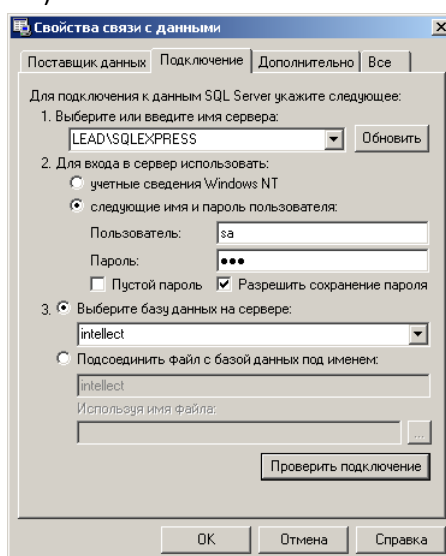 Свойства связи с данными
Поставщик данных Подключение Дополнительно Все
Для подключения к данным SQL Server укажите следующее:
1. Выберите или введите имя сервера:
LEAD\SQLEXPRESS Обновить
2. Для входа в сервер использовать:
учетные сведения Windows NT
следующие имя и пароль пользователя:
Пользователь: sa
Пароль: ●●●
Пустой пароль Разрешить сохранение пароля
3. Выберите базу данных на сервере:
intellect
Подсоединить файл с базой данных под именем:
intellect
Используя имя файла:
...
Проверить подключение
ОК Отмена Справка